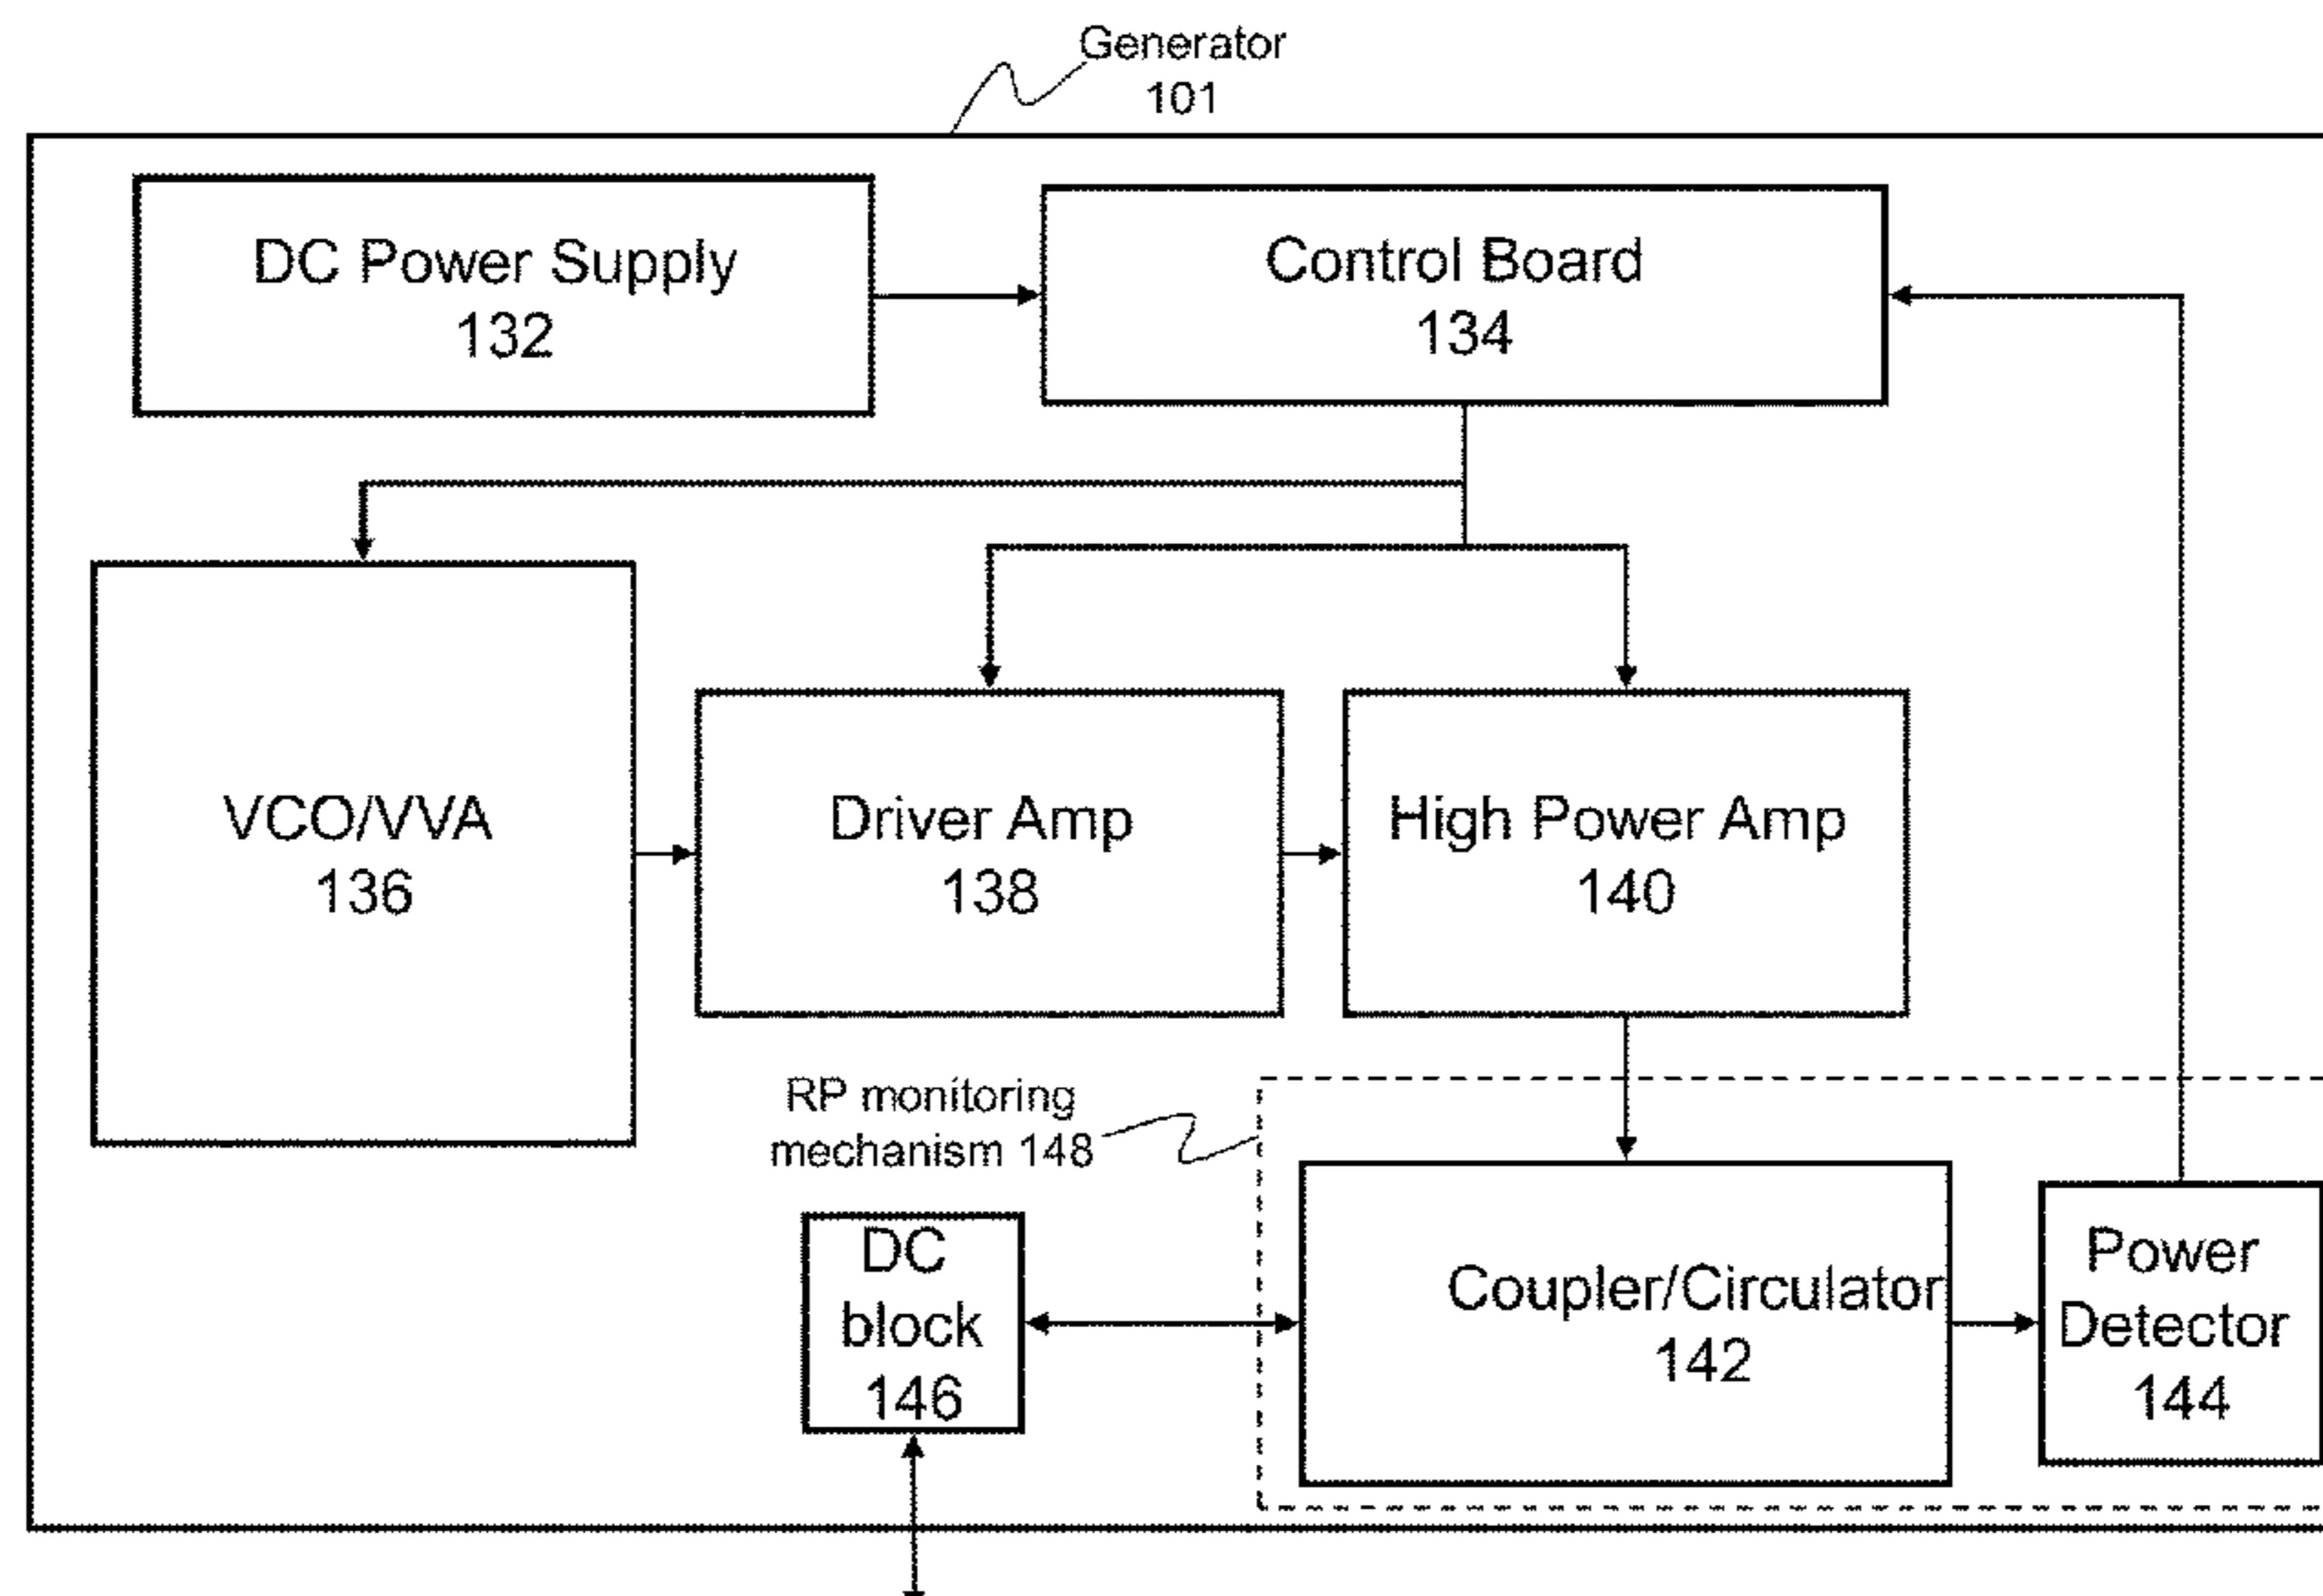 Generator
101
DC Power Supply
132
Control Board
134
VCO/VVA
136
Driver Amp
138
High Power Amp
140
RP monitoring
mechanism 148
DC
block
146
Coupler/Circulator
142
Power
Detector
144